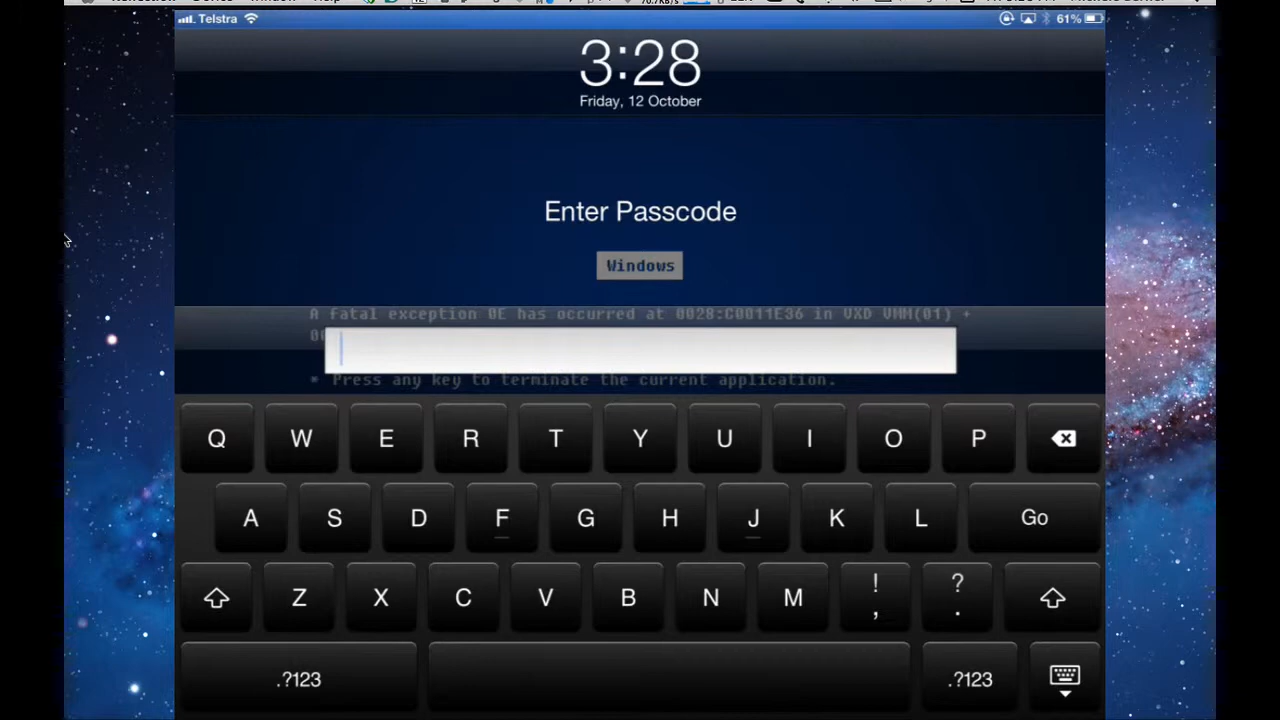 Telstra
61%
3:28
Friday, 12 October
Enter Passcode
Windows
A fatal exception 0E has occurred at 0028:C0011E36 in VXD VMM(01) +
* Press any key to terminate the current application.
Q W E R T Y U I O P
A S D F G H J K L Go
Z X C V B N M ! , ? .
.?123 .?123